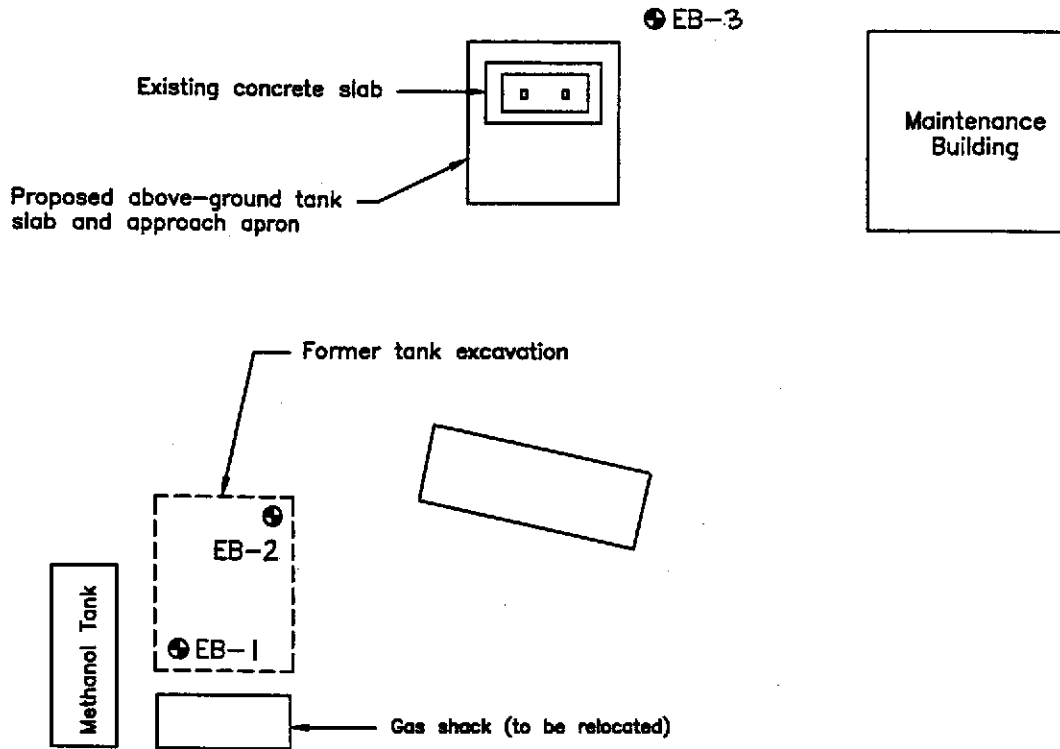 EB-3
Existing concrete slab
Maintenance
Building
Proposed above-ground tank
slab and approach apron
Former tank excavation
EB-2
Methanol Tank
EB-1
Gas shack (to be relocated)